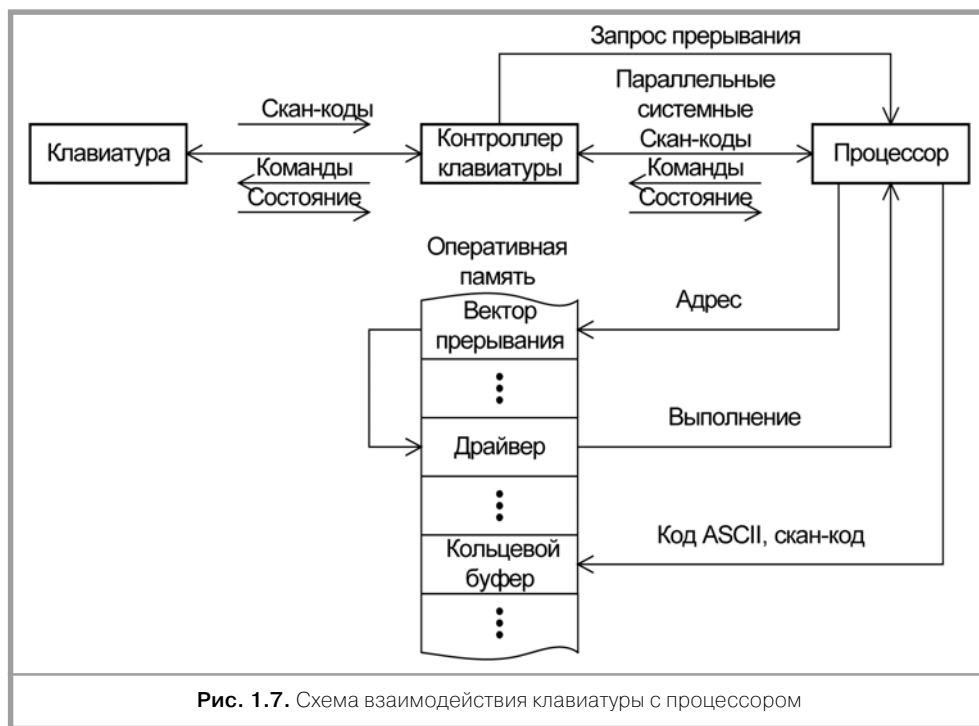 Запрос прерывания
Параллельные
системные
Скан-коды
Скан-коды
Клавиатура
Контроллер
клавиатуры
Процессор
Команды
Состояние
Команды
Состояние
Оперативная
память
Вектор
прерывания
Адрес
Драйвер
Выполнение
Кольцевой
буфер
Код ASCII, скан-код
Рис. 1.7. Схема взаимодействия клавиатуры с процессором